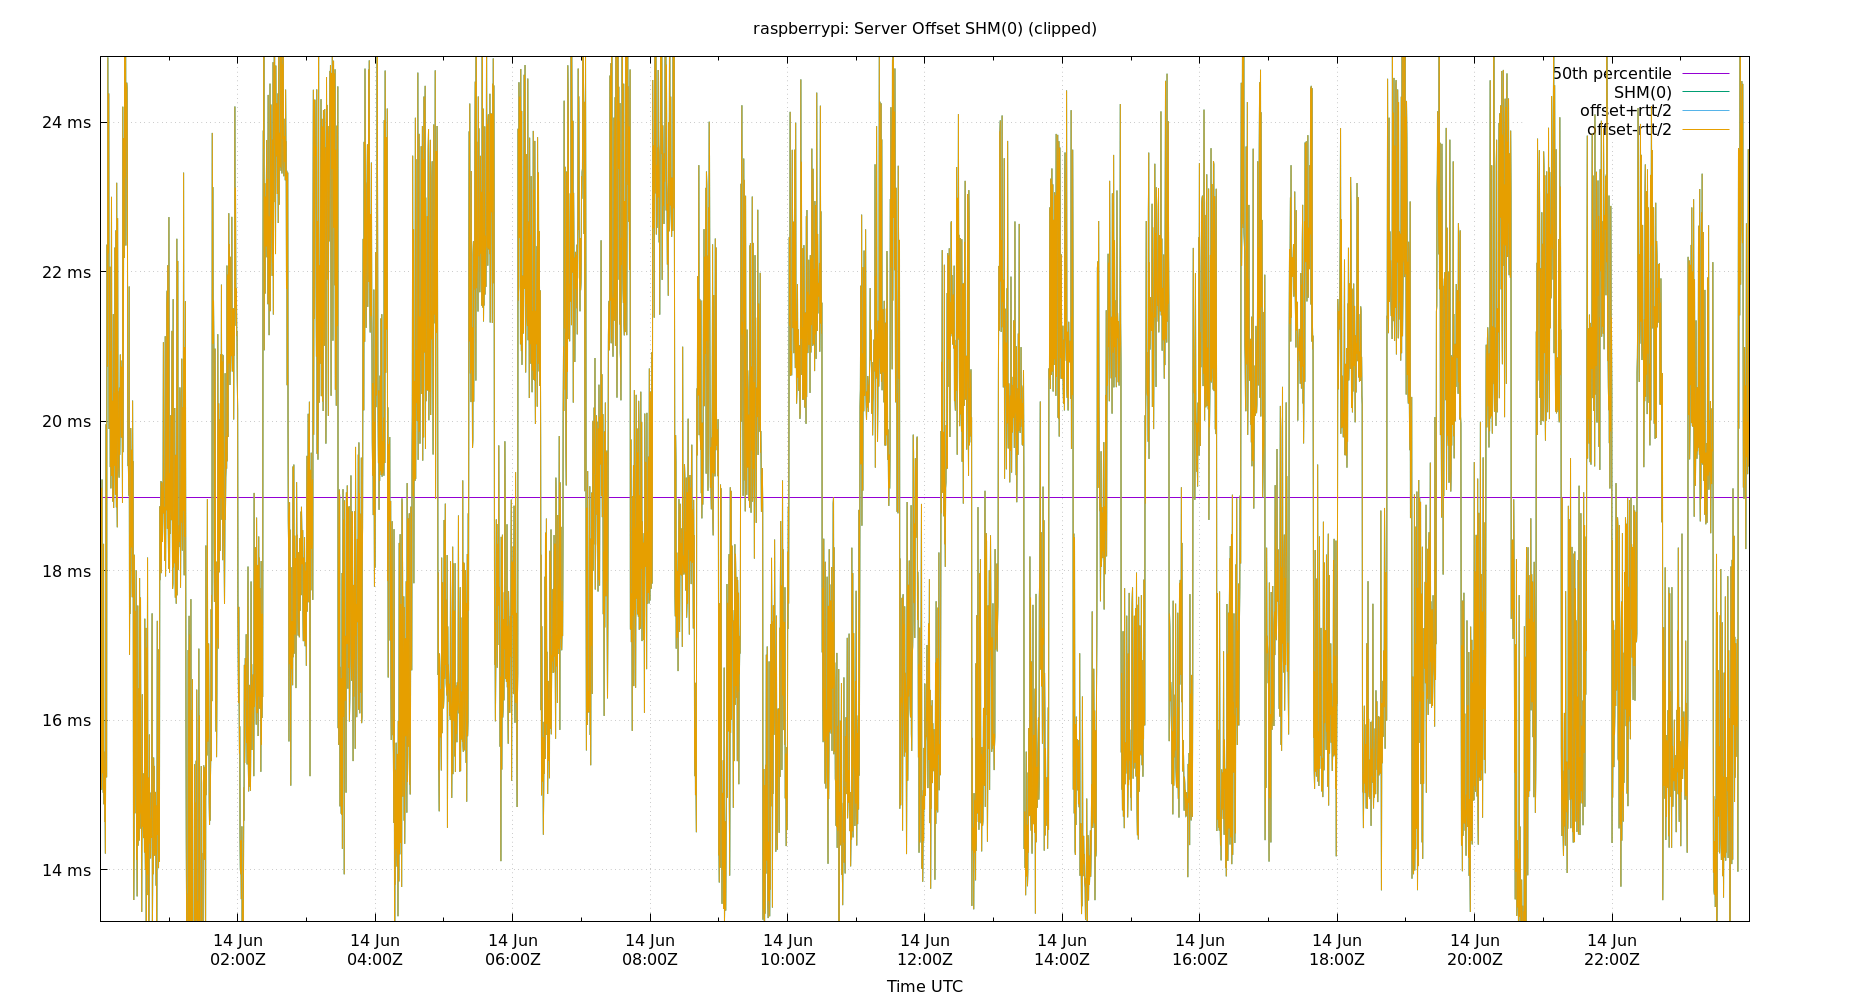 raspberrypi: Server Offset SHM(0) (clipped)
50th percentile
SHM(0)
offset+rtt/2
offset-rtt/2
24 ms
22 ms
20 ms
18 ms
16 ms
14 ms
14 Jun 14 Jun 14 Jun 14 Jun 14 Jun 14 Jun 14 Jun 14 Jun 14 Jun 14 Jun 14 Jun
02:00Z 04:00Z 06:00Z 08:00Z 10:00Z 12:00Z 14:00Z 16:00Z 18:00Z 20:00Z 22:00Z
Time UTC